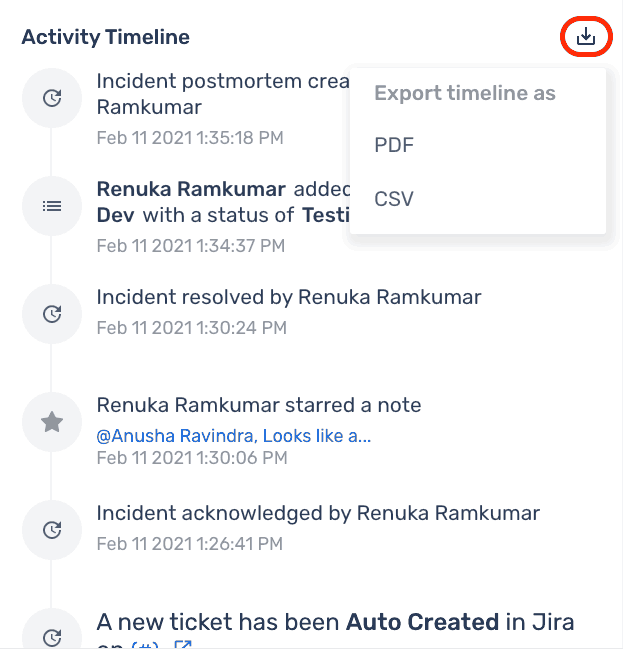 Activity Timeline
Incident postmortem crea
Export timeline as
Ramkumar
Feb 11 2021 1:35:18 PM
PDF
Renuka Ramkumar added
CSV
Dev with a status of Testi
Feb 11 2021 1:34:37 PM
Incident resolved by Renuka Ramkumar
Feb 11 2021 1:30:24 PM
Renuka Ramkumar starred a note
@Anusha Ravindra, Looks like a...
Feb 11 2021 1:30:06 PM
Incident acknowledged by Renuka Ramkumar
Feb 11 2021 1:26:41 PM
A new ticket has been Auto Created in Jira
on {#}